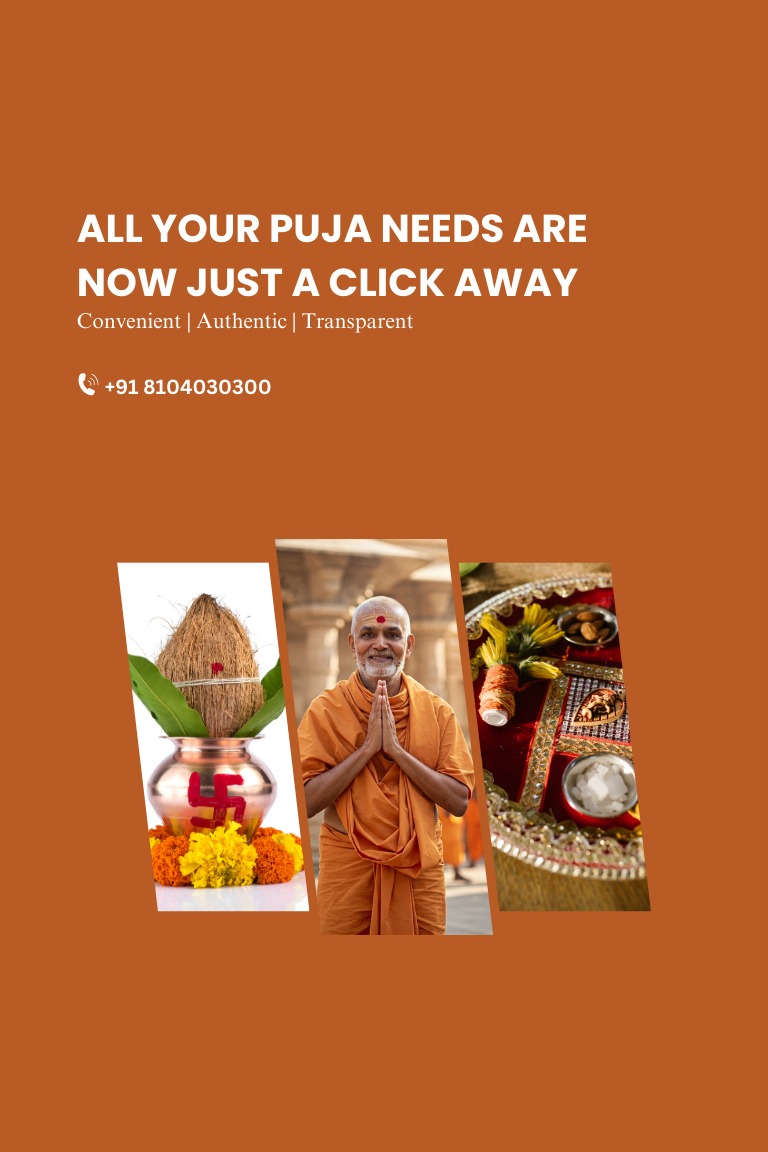 ALL YOUR PUJA NEEDS ARE
NOW JUST A CLICK AWAY
Convenient | Authentic | Transparent
+91 8104030300